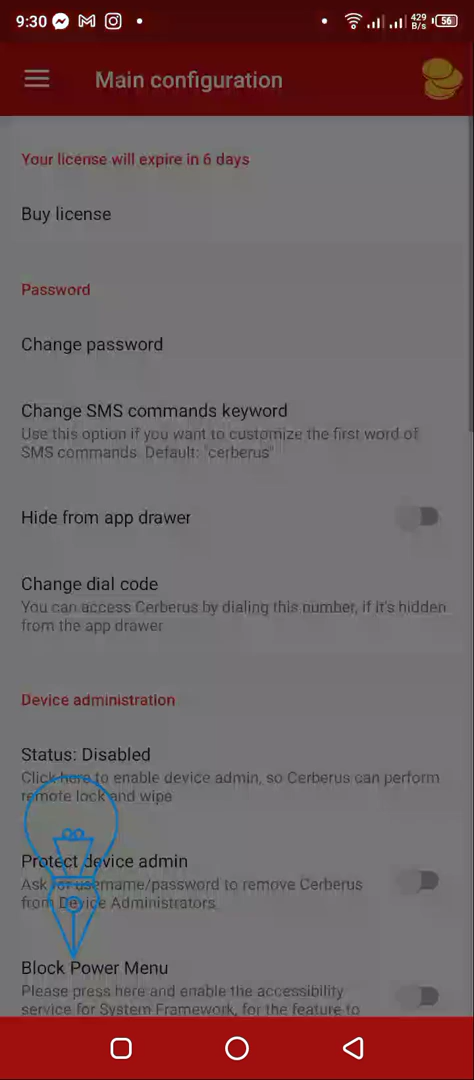 9:30 429 B/s 56
Main configuration
Your license will expire in 6 days
Buy license
Password
Change password
Change SMS commands keyword
Use this option if you want to customize the first word of
SMS commands. Default: "cerberus"
Hide from app drawer
Change dial code
You can access Cerberus by dialing this number, if it's hidden
from the app drawer
Device administration
Status: Disabled
Click here to enable device admin, so Cerberus can perform
remote lock and wipe
Protect device admin
Ask for username/password to remove Cerberus
from Device Administrators
Block Power Menu
Please press here and enable the accessibility
service for System Framework, for the feature to